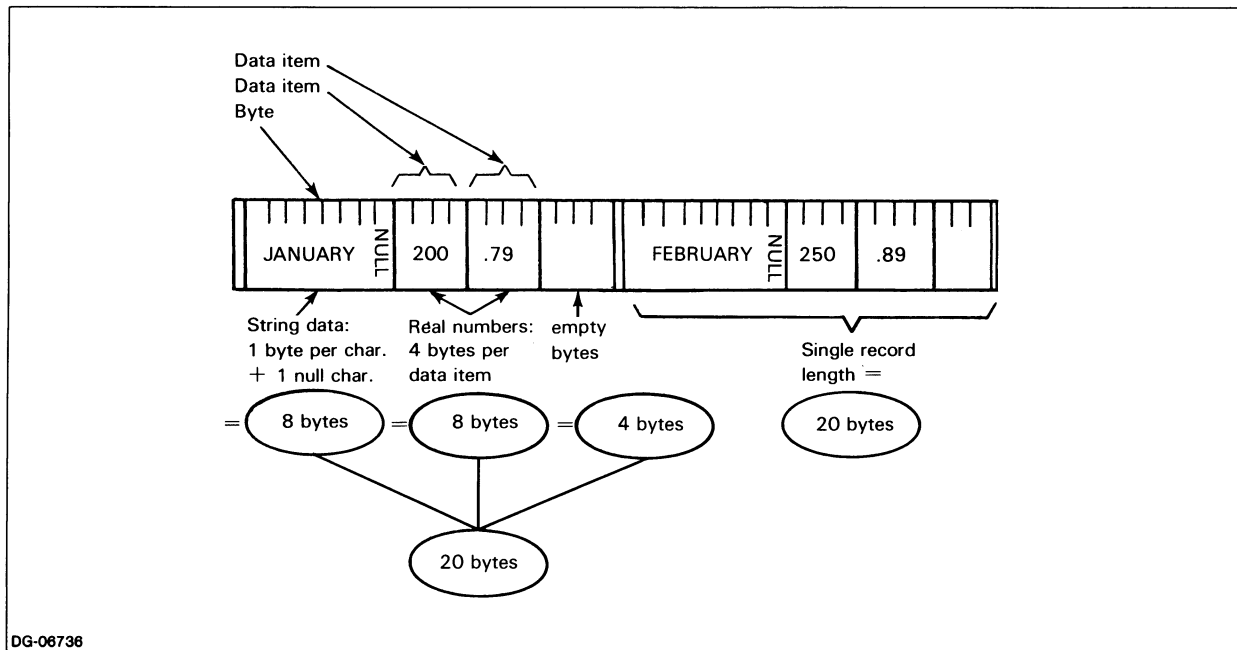 Data item
Data item
Byte
JANUARY NULL 200 .79 FEBRUARY NULL 250 .89
String data:
1 byte per char.
+ 1 null char.
Real numbers:
4 bytes per
data item
empty
bytes
Single record
length =
= 8 bytes = 8 bytes = 4 bytes 20 bytes
20 bytes
DG-06736